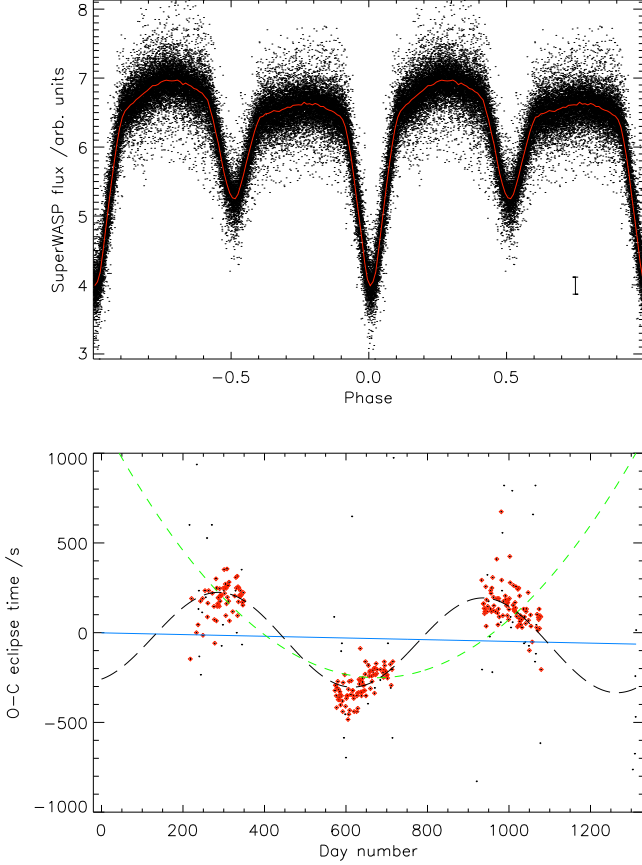 8
7
6
5
4
3
SuperWASP flux /arb. units
−0.5 0.0 0.5
Phase
1000
500
0
−500
−1000
O−C eclipse time /s
0 200 400 600 800 1000 1200
Day number